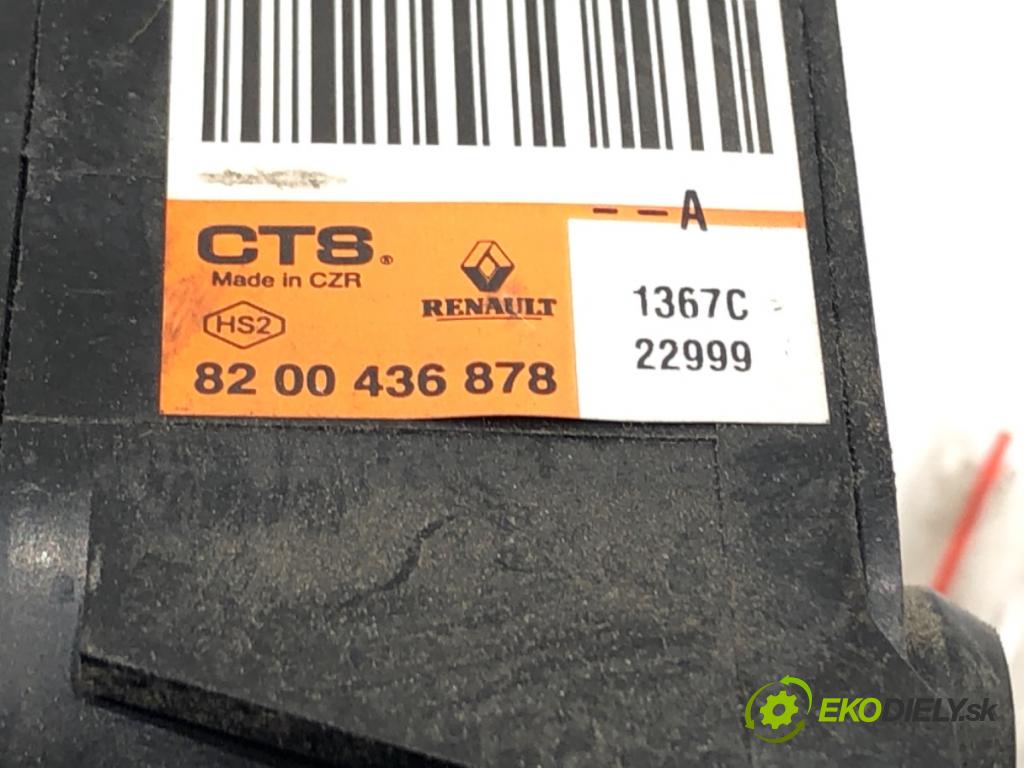 CTS®
Made in CZR
HS2
RENAULT
82 00 436 878
– – A
1367C
22999
EKODIELY.sk